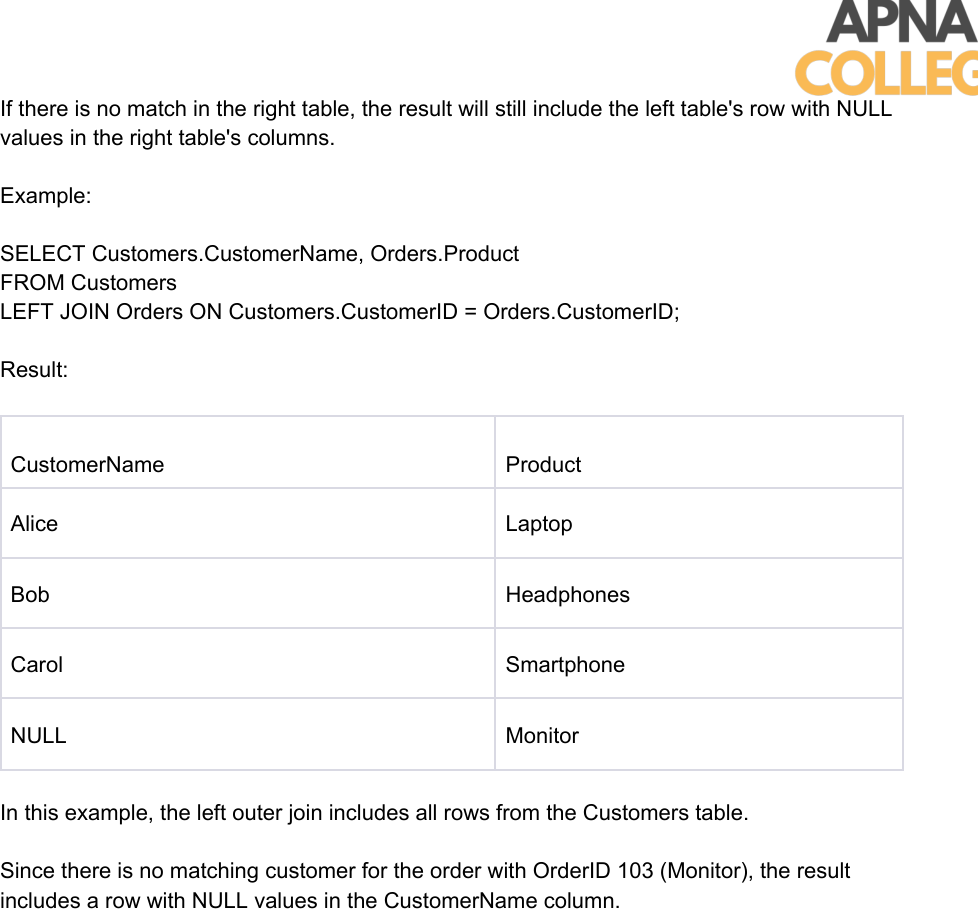 APNA
COLLEG
If there is no match in the right table, the result will still include the left table's row with NULL
values in the right table's columns.
Example:
SELECT Customers.CustomerName, Orders.Product
FROM Customers
LEFT JOIN Orders ON Customers.CustomerID = Orders.CustomerID;
Result:
CustomerName Product
Alice Laptop
Bob Headphones
Carol Smartphone
NULL Monitor
In this example, the left outer join includes all rows from the Customers table.
Since there is no matching customer for the order with OrderID 103 (Monitor), the result
includes a row with NULL values in the CustomerName column.